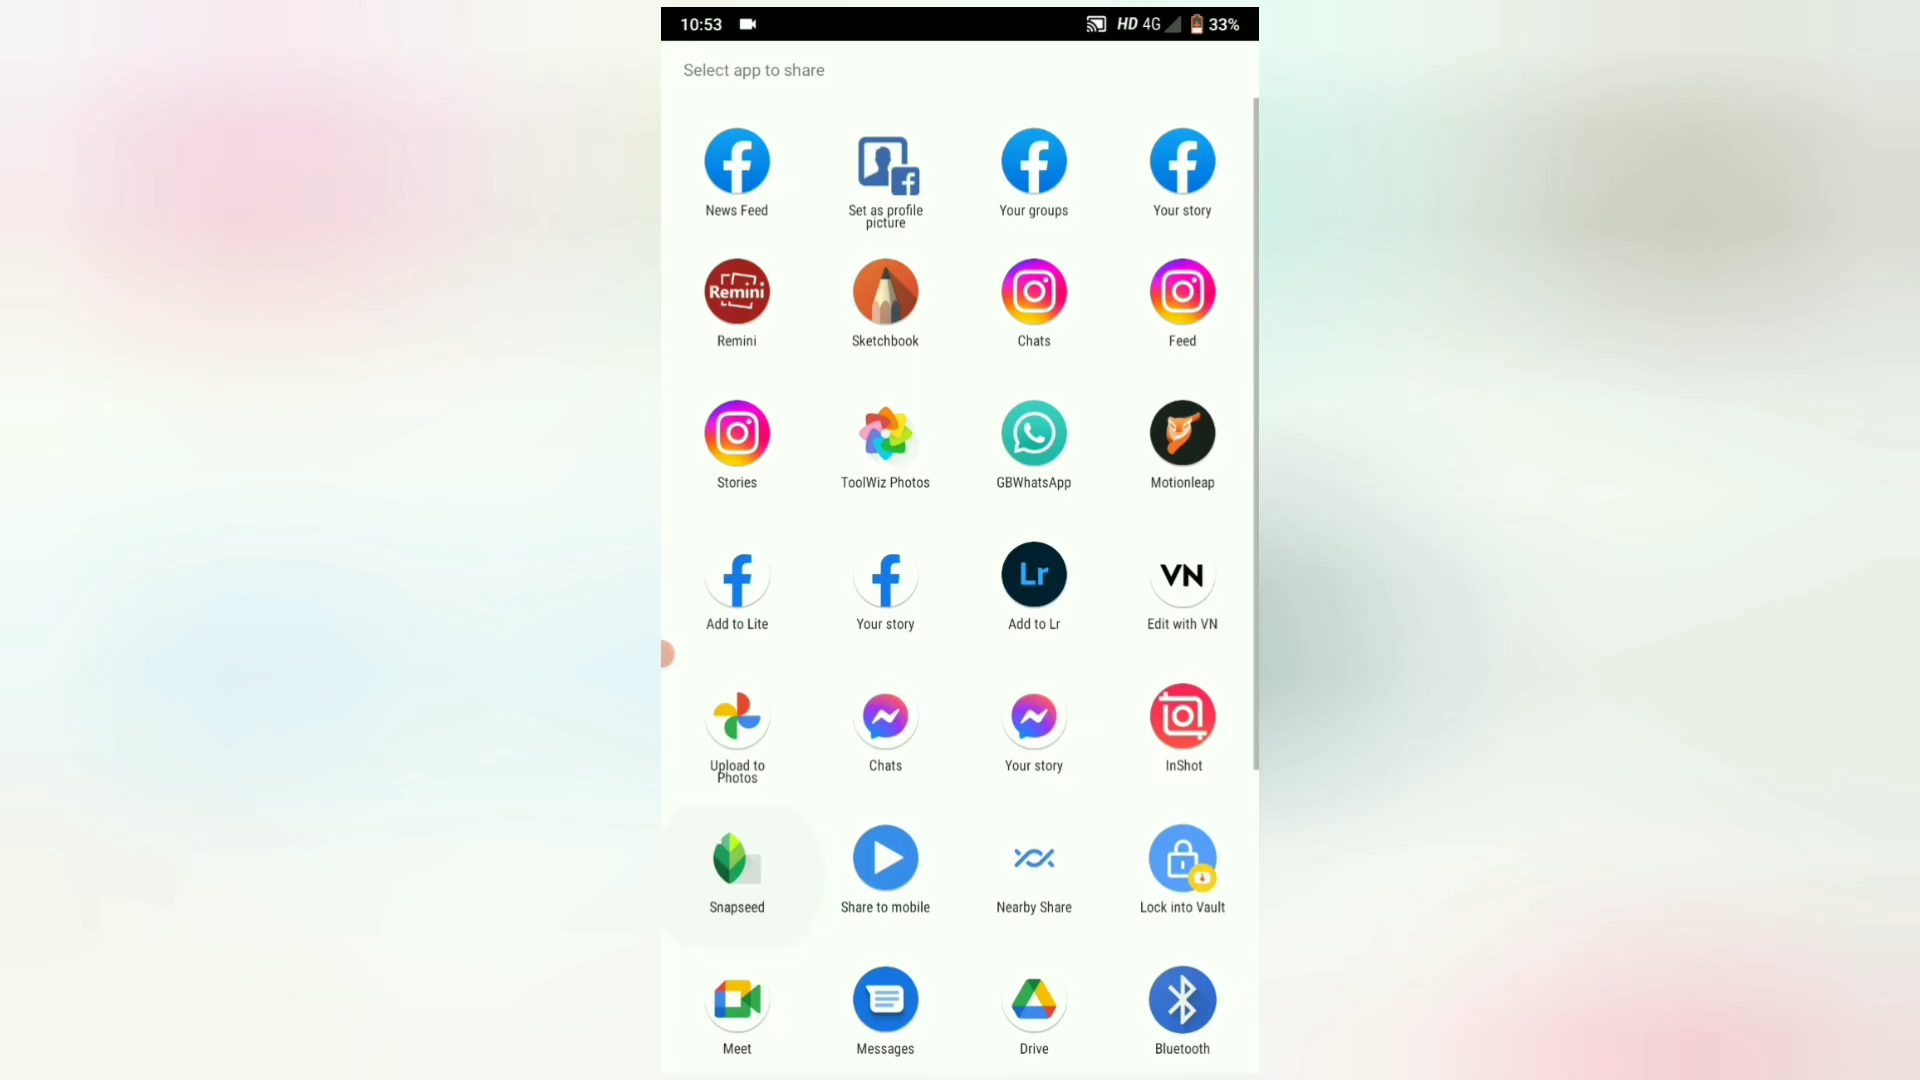 10:53 HD 4G 33%
Select app to share
News Feed
Set as profile
picture
Your groups
Your story
Remini
Remini
Sketchbook
Chats
Feed
Stories
ToolWiz Photos
GBWhatsApp
Motionleap
Lr
VN
Add to Lite
Your story
Add to Lr
Edit with VN
Upload to
Photos
Chats
Your story
InShot
Snapseed
Share to mobile
Nearby Share
Lock into Vault
Meet
Messages
Drive
Bluetooth